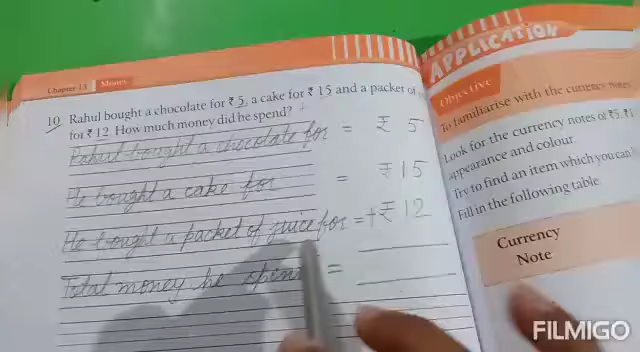 Chapter 13 | Money
10. Rahul bought a chocolate for ₹ 5, a cake for ₹ 15 and a packet of
for ₹ 12. How much money did he spend?
Rahul bought a chocolate for = ₹ 5
He bought a cake for = ₹15
He bought a packet of juice for = + ₹ 12
Total money he spend =
APPLICATION
Objective
To familiarise with the currency notes
Look for the currency notes of ₹5, ₹1
appearance and colour.
Try to find an item which you can
Fill in the following table.
Currency
Note
FILMIGO